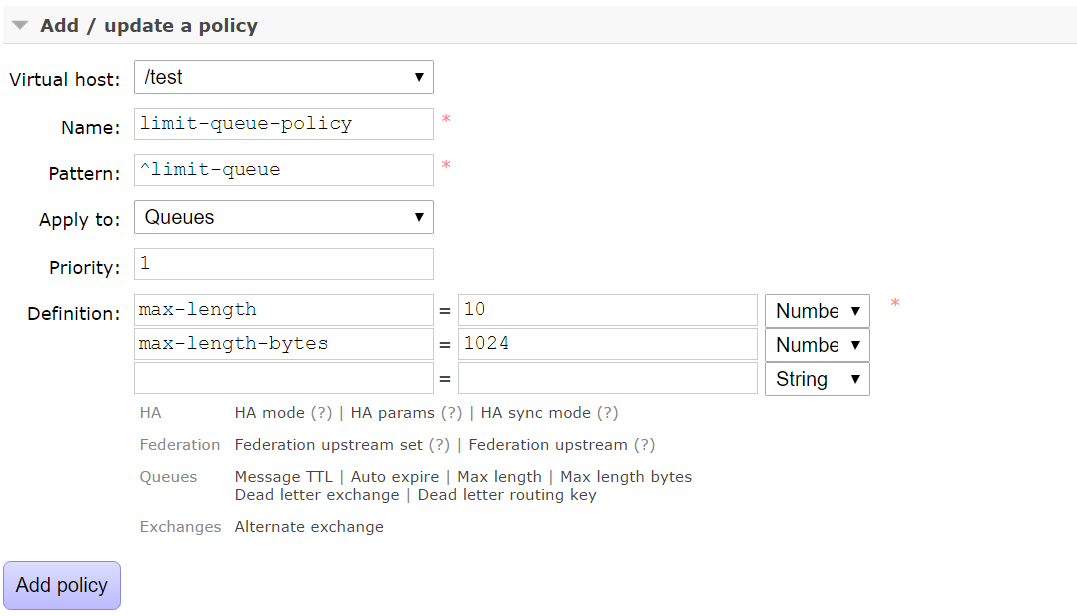 Add / update a policy
Virtual host: /test
Name: limit-queue-policy *
Pattern: ^limit-queue *
Apply to: Queues
Priority: 1
Definition: max-length = 10 Numbe *
max-length-bytes = 1024 Numbe
= String
HA HA mode (?) | HA params (?) | HA sync mode (?)
Federation Federation upstream set (?) | Federation upstream (?)
Queues Message TTL | Auto expire | Max length | Max length bytes
Dead letter exchange | Dead letter routing key
Exchanges Alternate exchange
Add policy